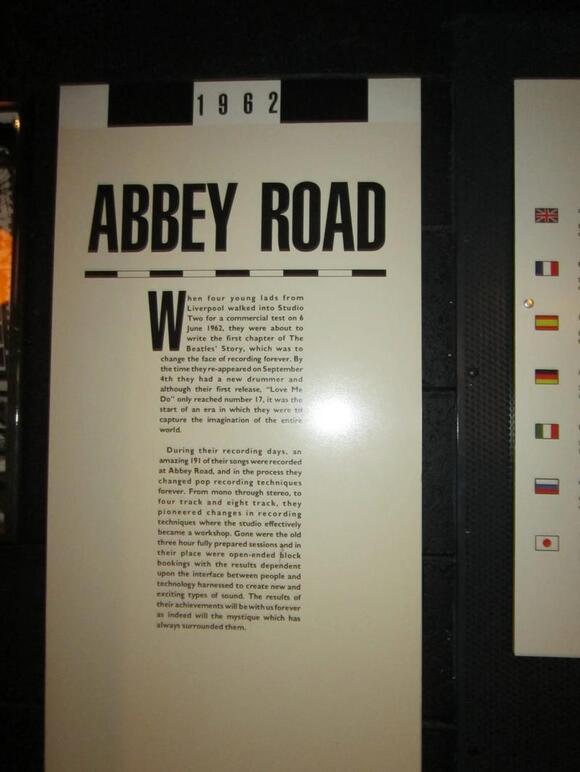 1962
ABBEY ROAD
When four young lads from
Liverpool walked into Studio
Two for a commercial test on 6
June 1962, they were about to
write the first chapter of The
Beatles' Story, which was to
change the face of recording forever. By
the time they re-appeared on September
4th they had a new drummer and
although their first release, "Love Me
Do" only reached number 17, it was the
start of an era in which they were to
capture the imagination of the entire
world.
During their recording days, an
amazing 191 of their songs were recorded
at Abbey Road, and in the process they
changed pop recording techniques
forever. From mono through stereo, to
four track and eight track, they
pioneered changes in recording
techniques where the studio effectively
became a workshop. Gone were the old
three hour fully prepared sessions and in
their place were open-ended block
bookings with the results dependent
upon the interface between people and
technology harnessed to create new and
exciting types of sound. The results of
their achievements will be with us forever
as indeed will the mystique which has
always surrounded them.